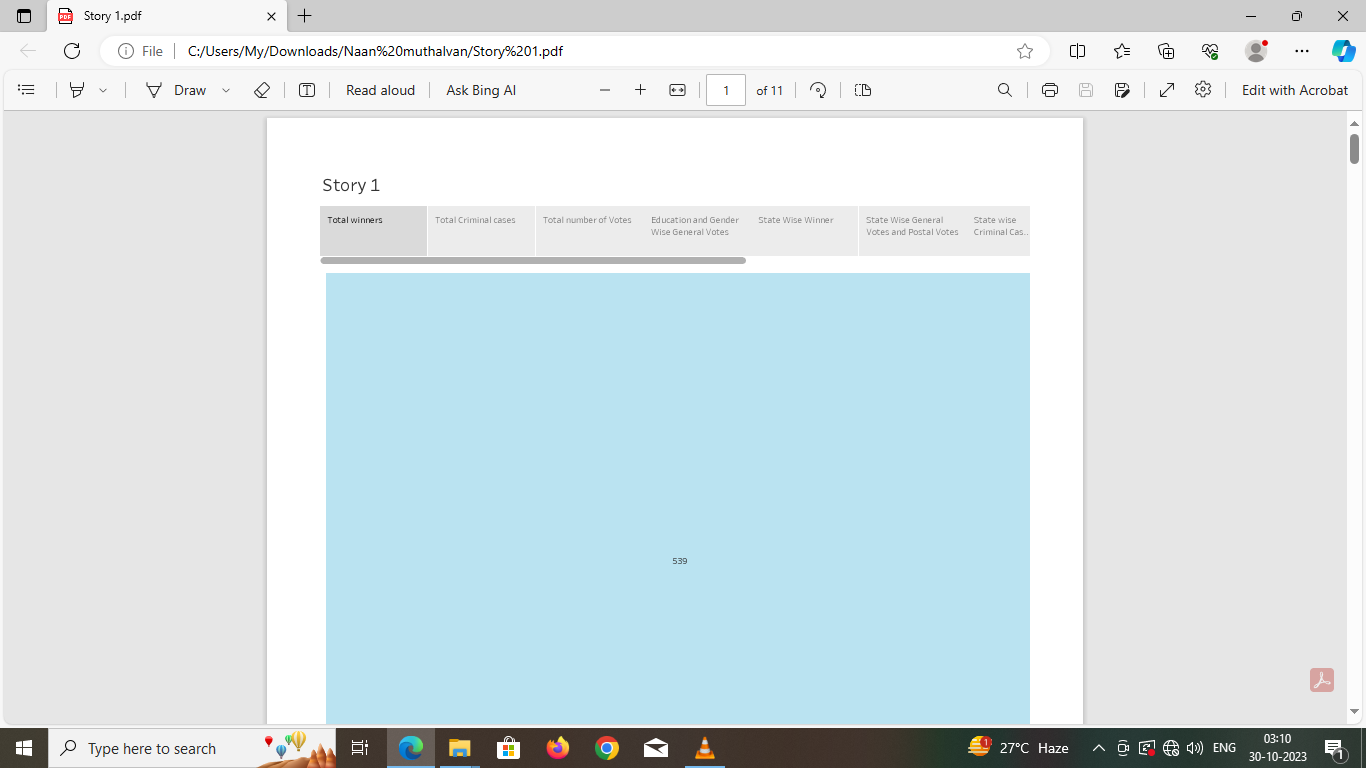 Story 1.pdf
File
C:/Users/My/Downloads/Naan%20muthalvan/Story%201.pdf
Draw
Read aloud
Ask Bing AI
1
of 11
Edit with Acrobat
Story 1
Total winners
Total Criminal cases
Total number of Votes
Education and Gender
Wise General Votes
State Wise Winner
State Wise General
Votes and Postal Votes
State wise
Criminal Cas..
539
Type here to search
1
27°C Haze
ENG
03:10
30-10-2023
1